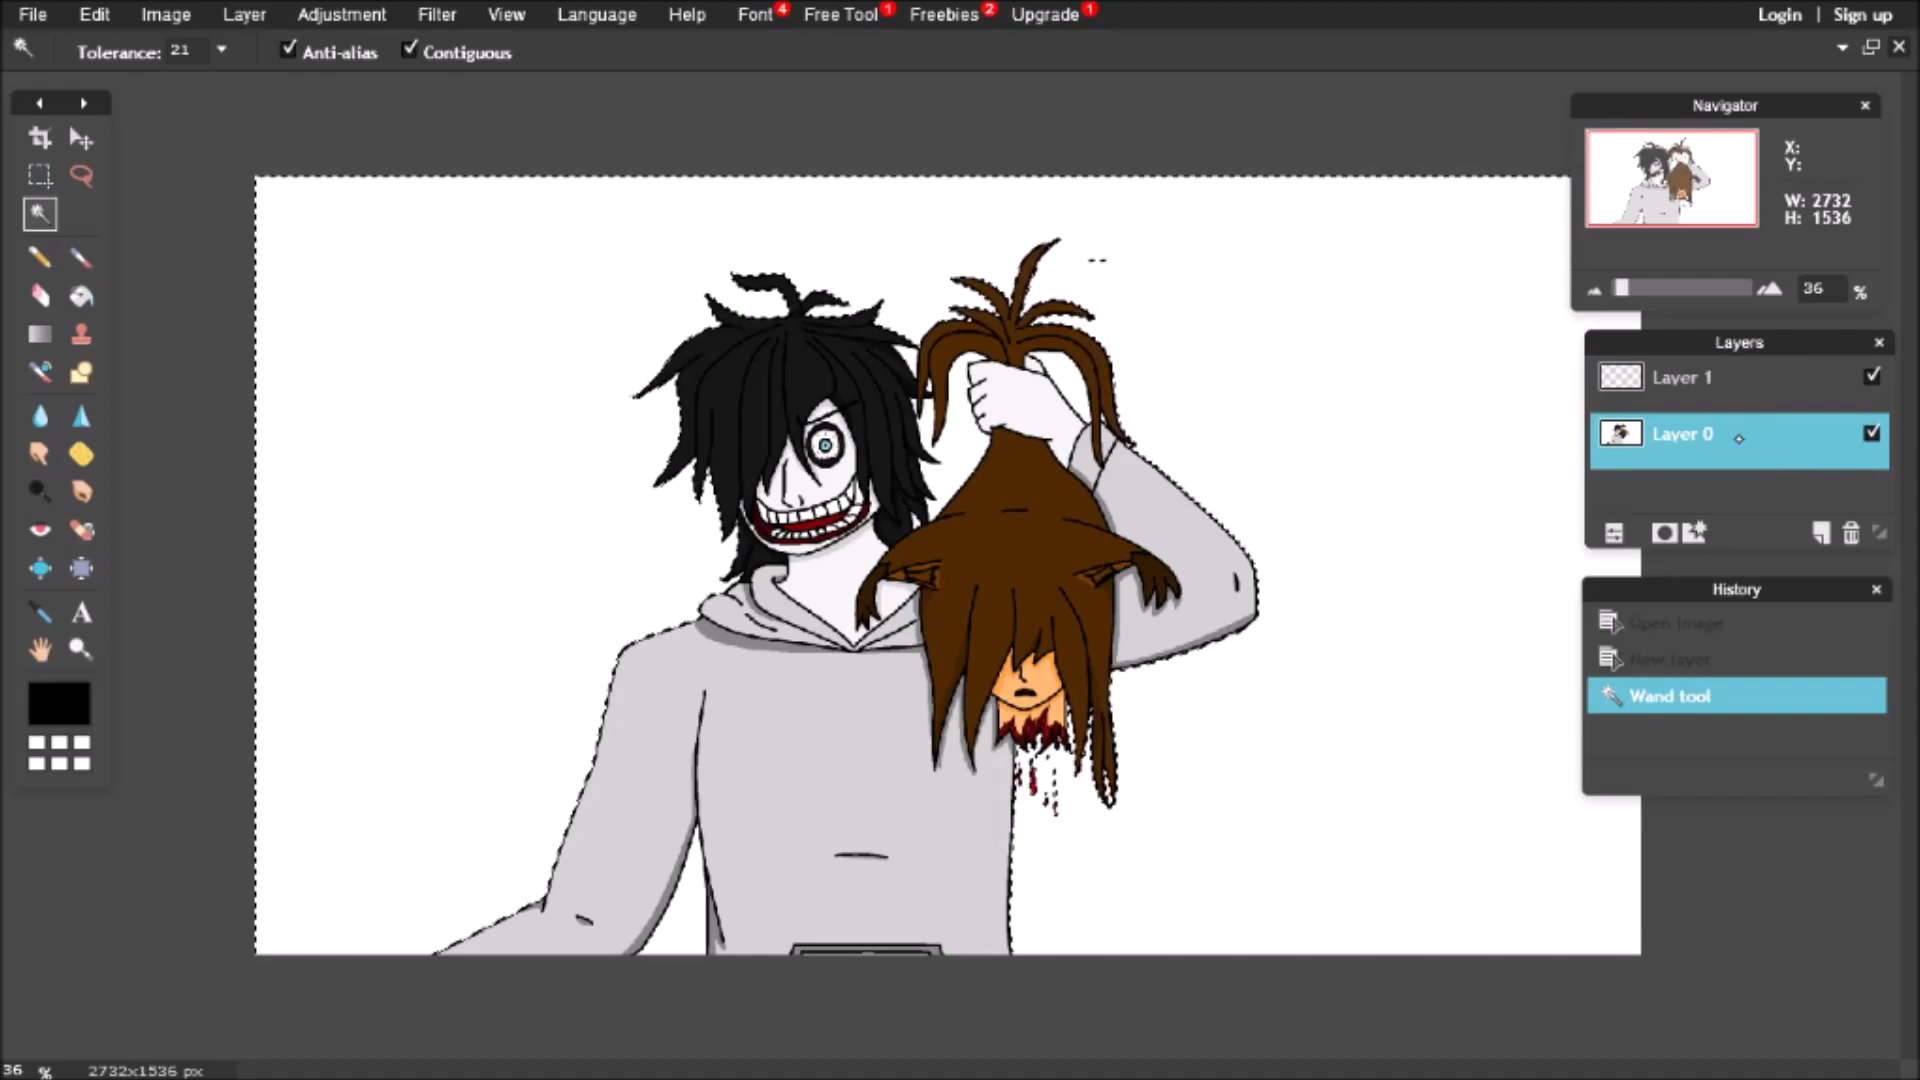 File Edit Image Layer Adjustment Filter View Language Help Font 4 Free Tool 1 Freebies 2 Upgrade 1 Login | Sign up
Tolerance: 21 Anti-alias Contiguous
Navigator
X:
Y:
W: 2732
H: 1536
36 %
Layers
Layer 1
Layer 0
History
Open image
New layer
Wand tool
A
36 % 2732x1536 px